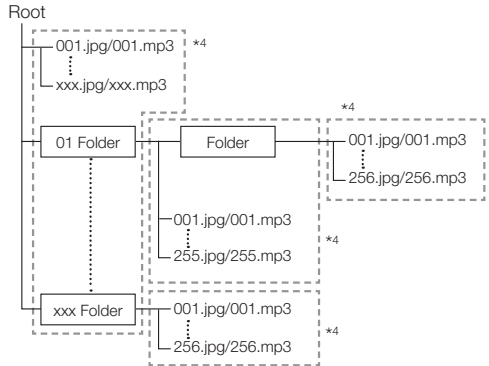 Root
001.jpg/001.mp3 *4
xxx.jpg/xxx.mp3
*4
01 Folder Folder 001.jpg/001.mp3
256.jpg/256.mp3
001.jpg/001.mp3
*4
255.jpg/255.mp3
xxx Folder 001.jpg/001.mp3
*4
256.jpg/256.mp3